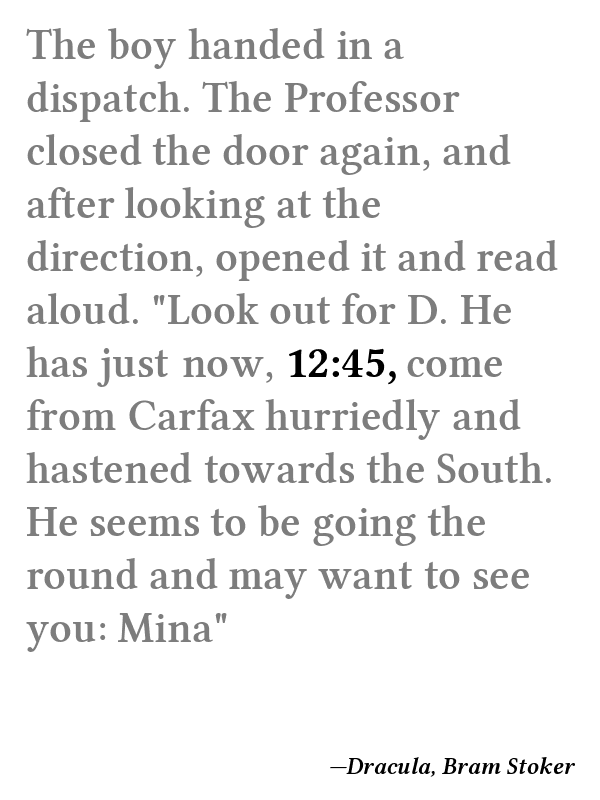 The boy handed in a
dispatch. The Professor
closed the door again, and
after looking at the
direction, opened it and read
aloud. "Look out for D. He
has just now, 12:45, come
from Carfax hurriedly and
hastened towards the South.
He seems to be going the
round and may want to see
you: Mina"
—Dracula, Bram Stoker